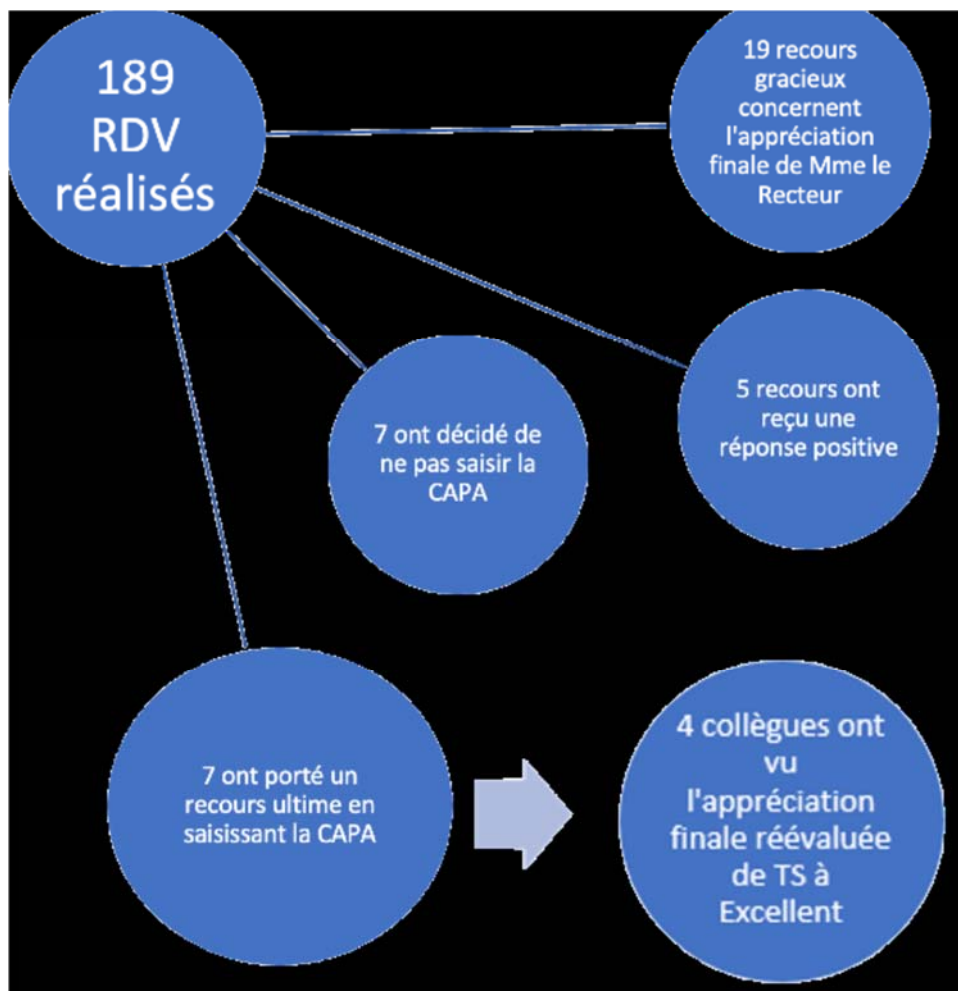 189
RDV
réalisés
19 recours
gracieux
concernent
l'appréciation
finale de Mme le
Recteur
5 recours ont
reçu une
réponse positive
7 ont décidé de
ne pas saisir la
CAPA
7 ont porté un
recours ultime en
saisissant la CAPA
4 collègues ont
vu
l'appréciation
finale réévaluée
de TS à
Excellent